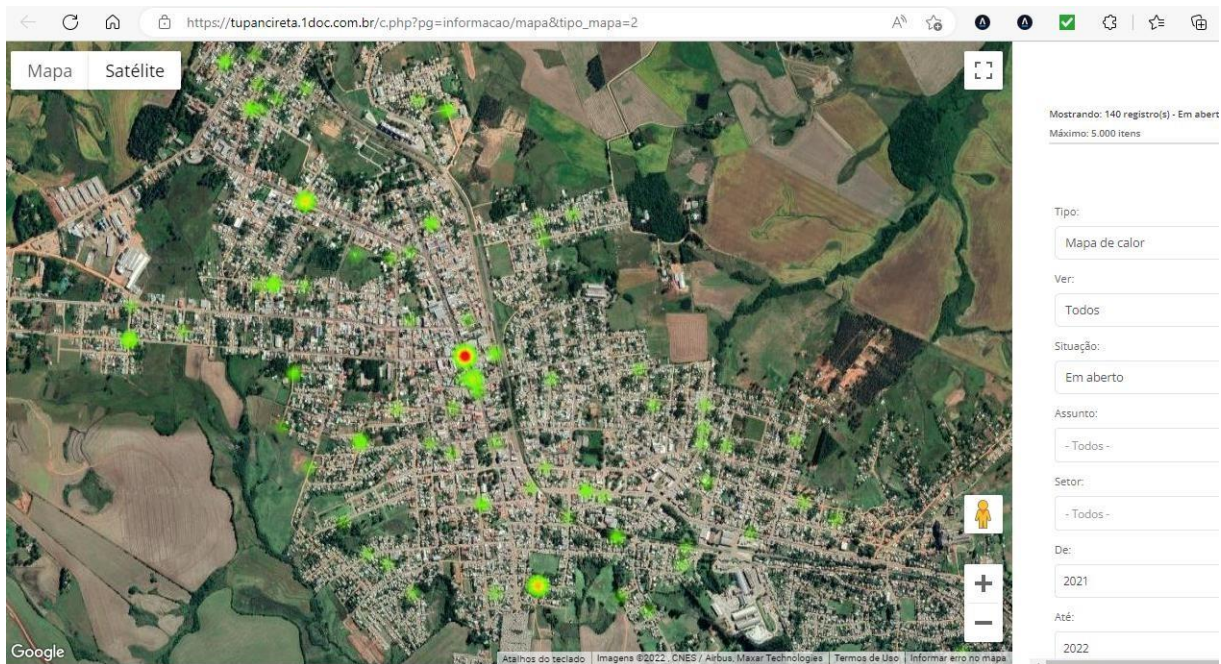 https://tupancireta.1doc.com.br/c.php?pg=informacao/mapa&tipo_mapa=2
Mapa
Satélite
Mostrando: 140 registro(s) - Em abert
Máximo: 5.000 itens
Tipo:
Mapa de calor
Ver:
Todos
Situação:
Em aberto
Assunto:
- Todos -
Setor:
- Todos -
De:
2021
Até:
2022
Google
Atalhos do teclado
Imagens ©2022 , CNES / Airbus, Maxar Technologies
Termos de Uso
Informar erro no mapa